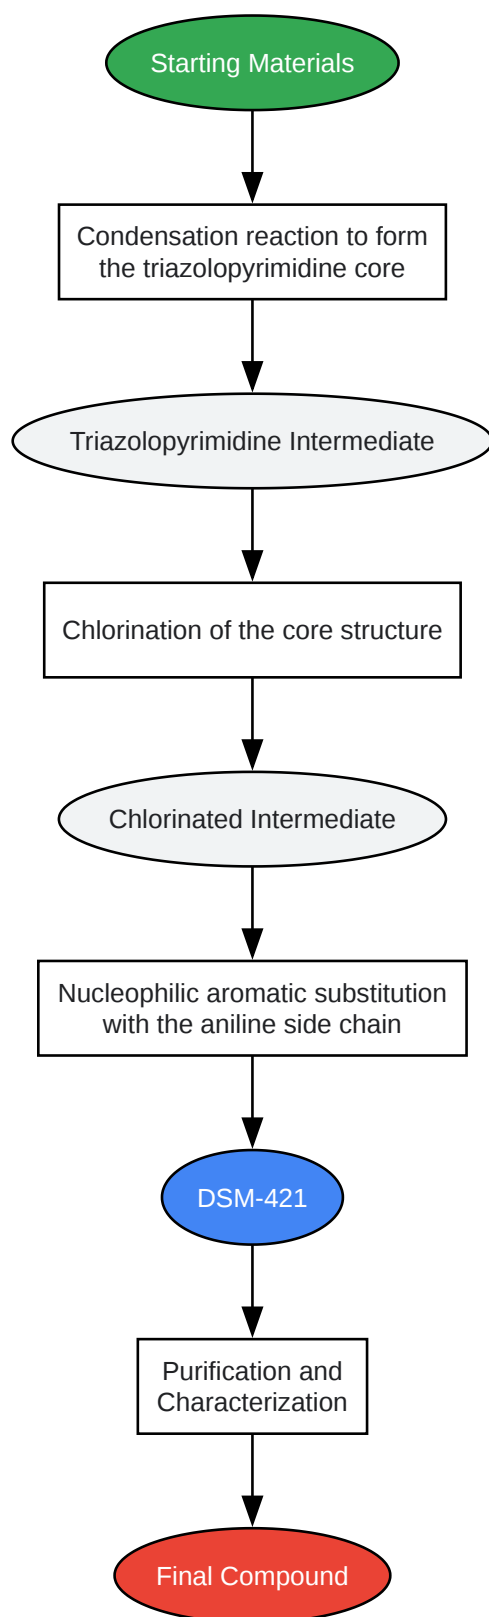 Starting Materials
Condensation reaction to form
the triazolopyrimidine core
Triazolopyrimidine Intermediate
Chlorination of the core structure
Chlorinated Intermediate
Nucleophilic aromatic substitution
with the aniline side chain
DSM-421
Purification and
Characterization
Final Compound